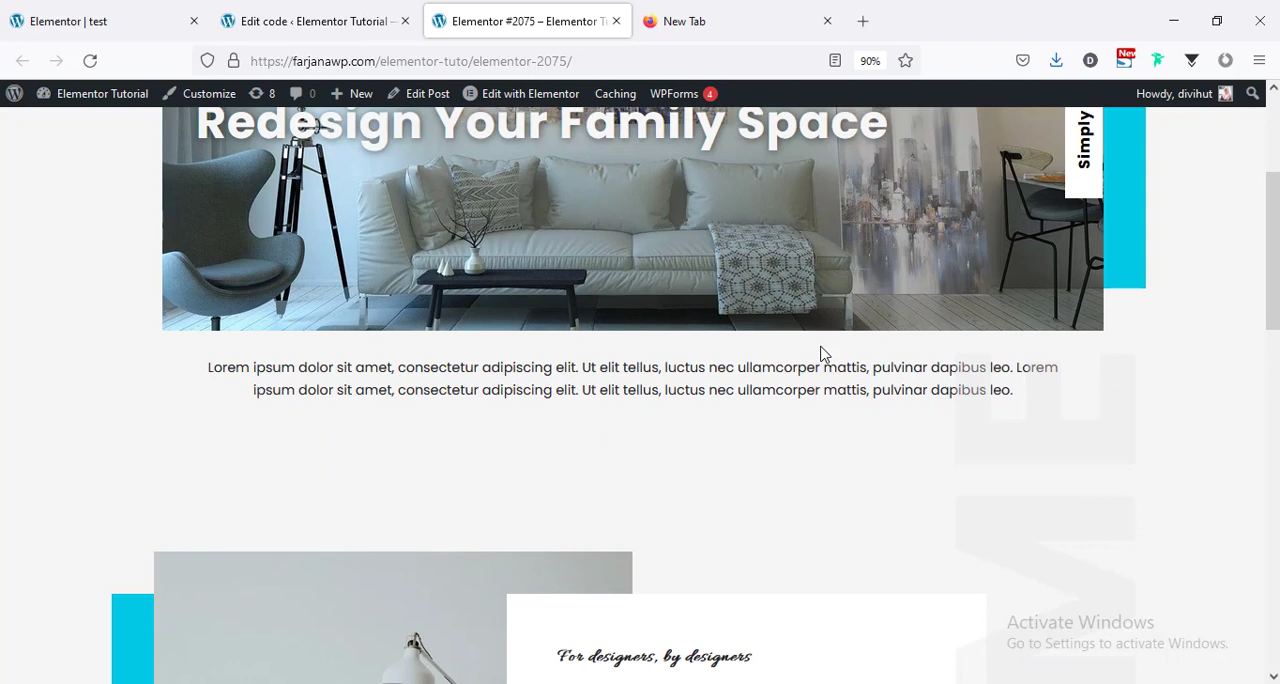 Elementor | test
Edit code ‹ Elementor Tutorial —
Elementor #2075 – Elementor Tu
New Tab
https://farjanawp.com/elementor-tuto/elementor-2075/
90%
New
Elementor Tutorial
Customize
8
0
New
Edit Post
Edit with Elementor
Caching
WPForms
4
Howdy, divihut
Redesign Your Family Space
Simply
Lorem ipsum dolor sit amet, consectetur adipiscing elit. Ut elit tellus, luctus nec ullamcorper mattis, pulvinar dapibus leo. Lorem
ipsum dolor sit amet, consectetur adipiscing elit. Ut elit tellus, luctus nec ullamcorper mattis, pulvinar dapibus leo.
ME
For designers, by designers
Activate Windows
Go to Settings to activate Windows.